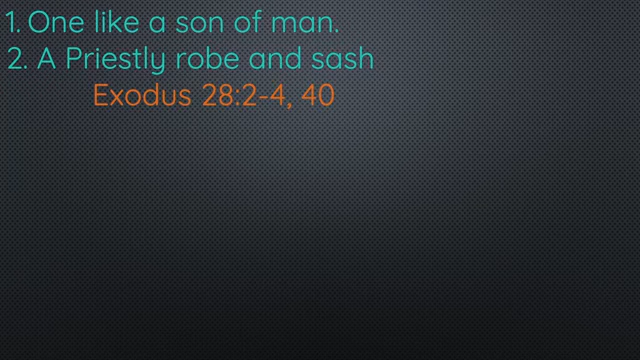 1. One like a son of man.
2. A Priestly robe and sash
Exodus 28:2-4, 40